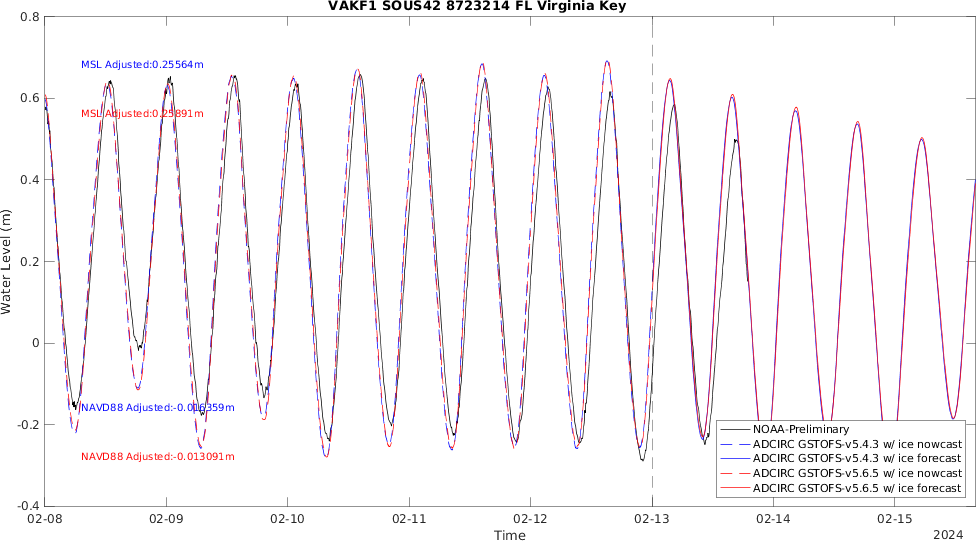 VAKF1 SOUS42 8723214 FL Virginia Key
0.8
0.6
0.4
0.2
0
-0.2
-0.4
Water Level (m)
MSL Adjusted:0.25564m
MSL Adjusted:0.25891m
NAVD88 Adjusted:-0.016359m
NAVD88 Adjusted:-0.013091m
NOAA-Preliminary
ADCIRC GSTOFS-v5.4.3 w/ ice nowcast
ADCIRC GSTOFS-v5.4.3 w/ ice forecast
ADCIRC GSTOFS-v5.6.5 w/ ice nowcast
ADCIRC GSTOFS-v5.6.5 w/ ice forecast
02-08 02-09 02-10 02-11 02-12 02-13 02-14 02-15
Time
2024